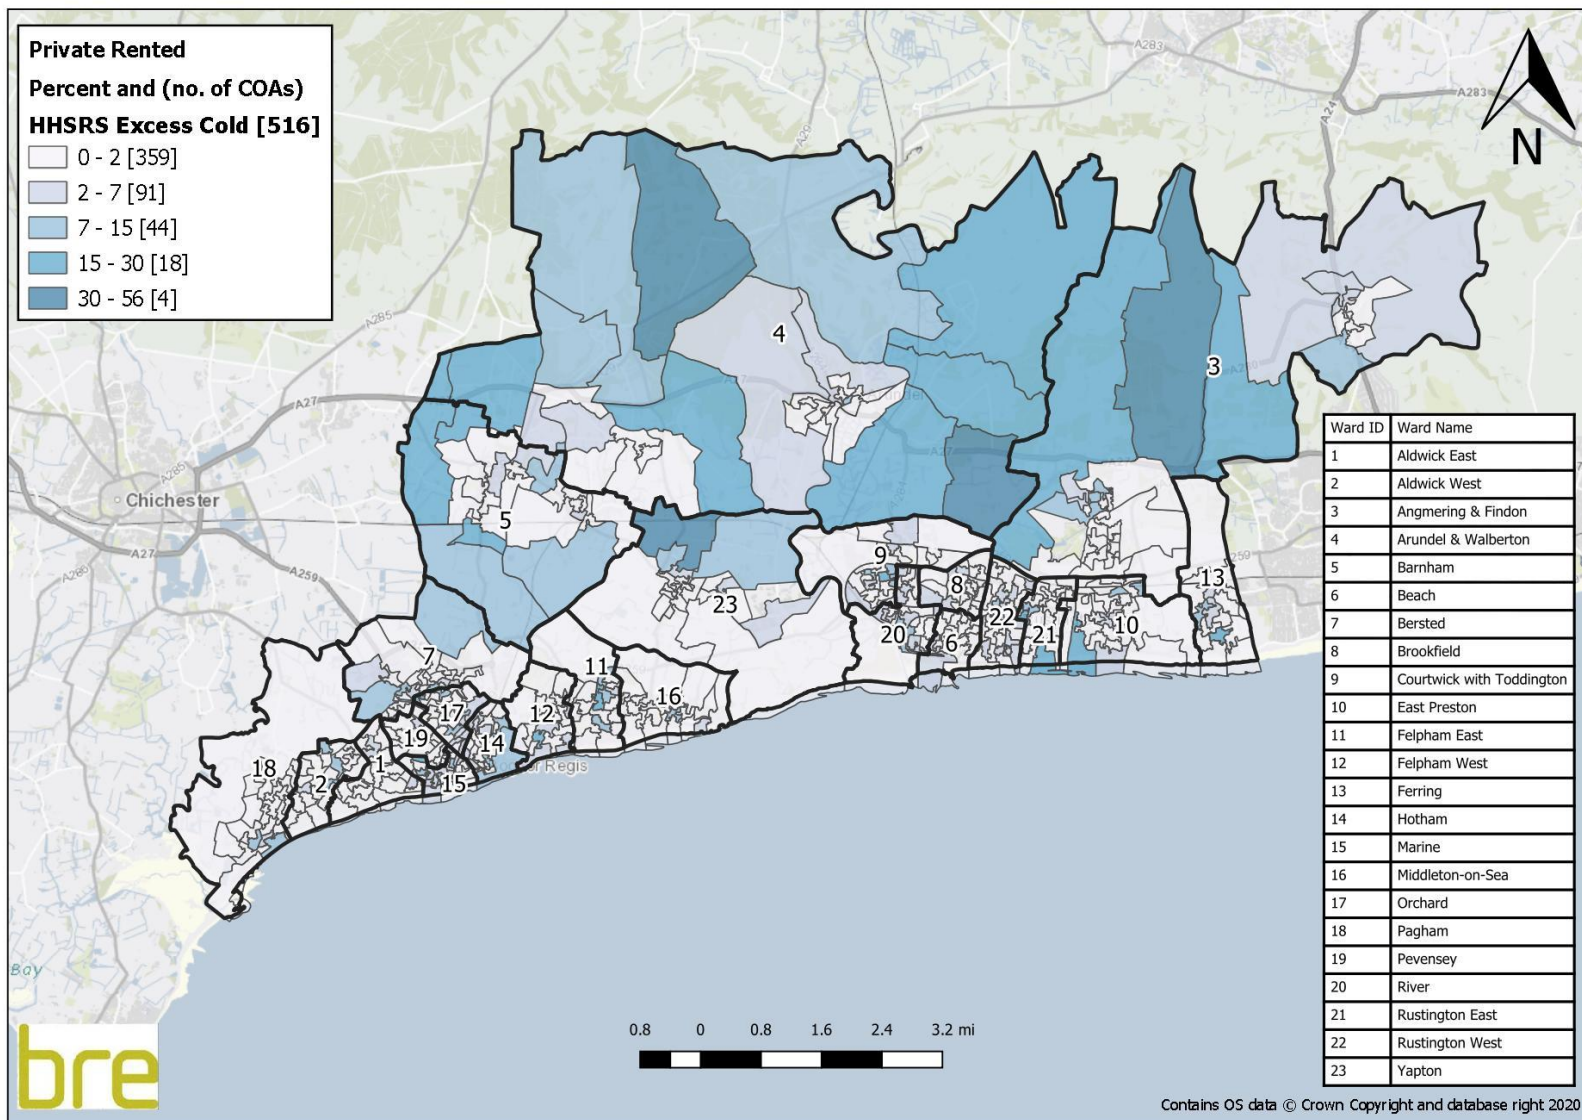 Private Rented
Percent and (no. of COAs)
HHSRS Excess Cold [516]
0 - 2 [359]
2 - 7 [91]
7 - 15 [44]
15 - 30 [18]
30 - 56 [4]
A283
A283
A24
A29
N
A285
A285
A27
A27
A27
A259
A259
Chichester
4
3
5
9
8
13
23
22
20
6
21
10
7
11
16
17
12
19
14
18
1
2
15
Regis
Bay
Ward ID Ward Name
1 Aldwick East
2 Aldwick West
3 Angmering & Findon
4 Arundel & Walberton
5 Barnham
6 Beach
7 Bersted
8 Brookfield
9 Courtwick with Toddington
10 East Preston
11 Felpham East
12 Felpham West
13 Ferring
14 Hotham
15 Marine
16 Middleton-on-Sea
17 Orchard
18 Pagham
19 Pevensey
20 River
21 Rustington East
22 Rustington West
23 Yapton
0.8 0 0.8 1.6 2.4 3.2 mi
bre
Contains OS data © Crown Copyright and database right 2020